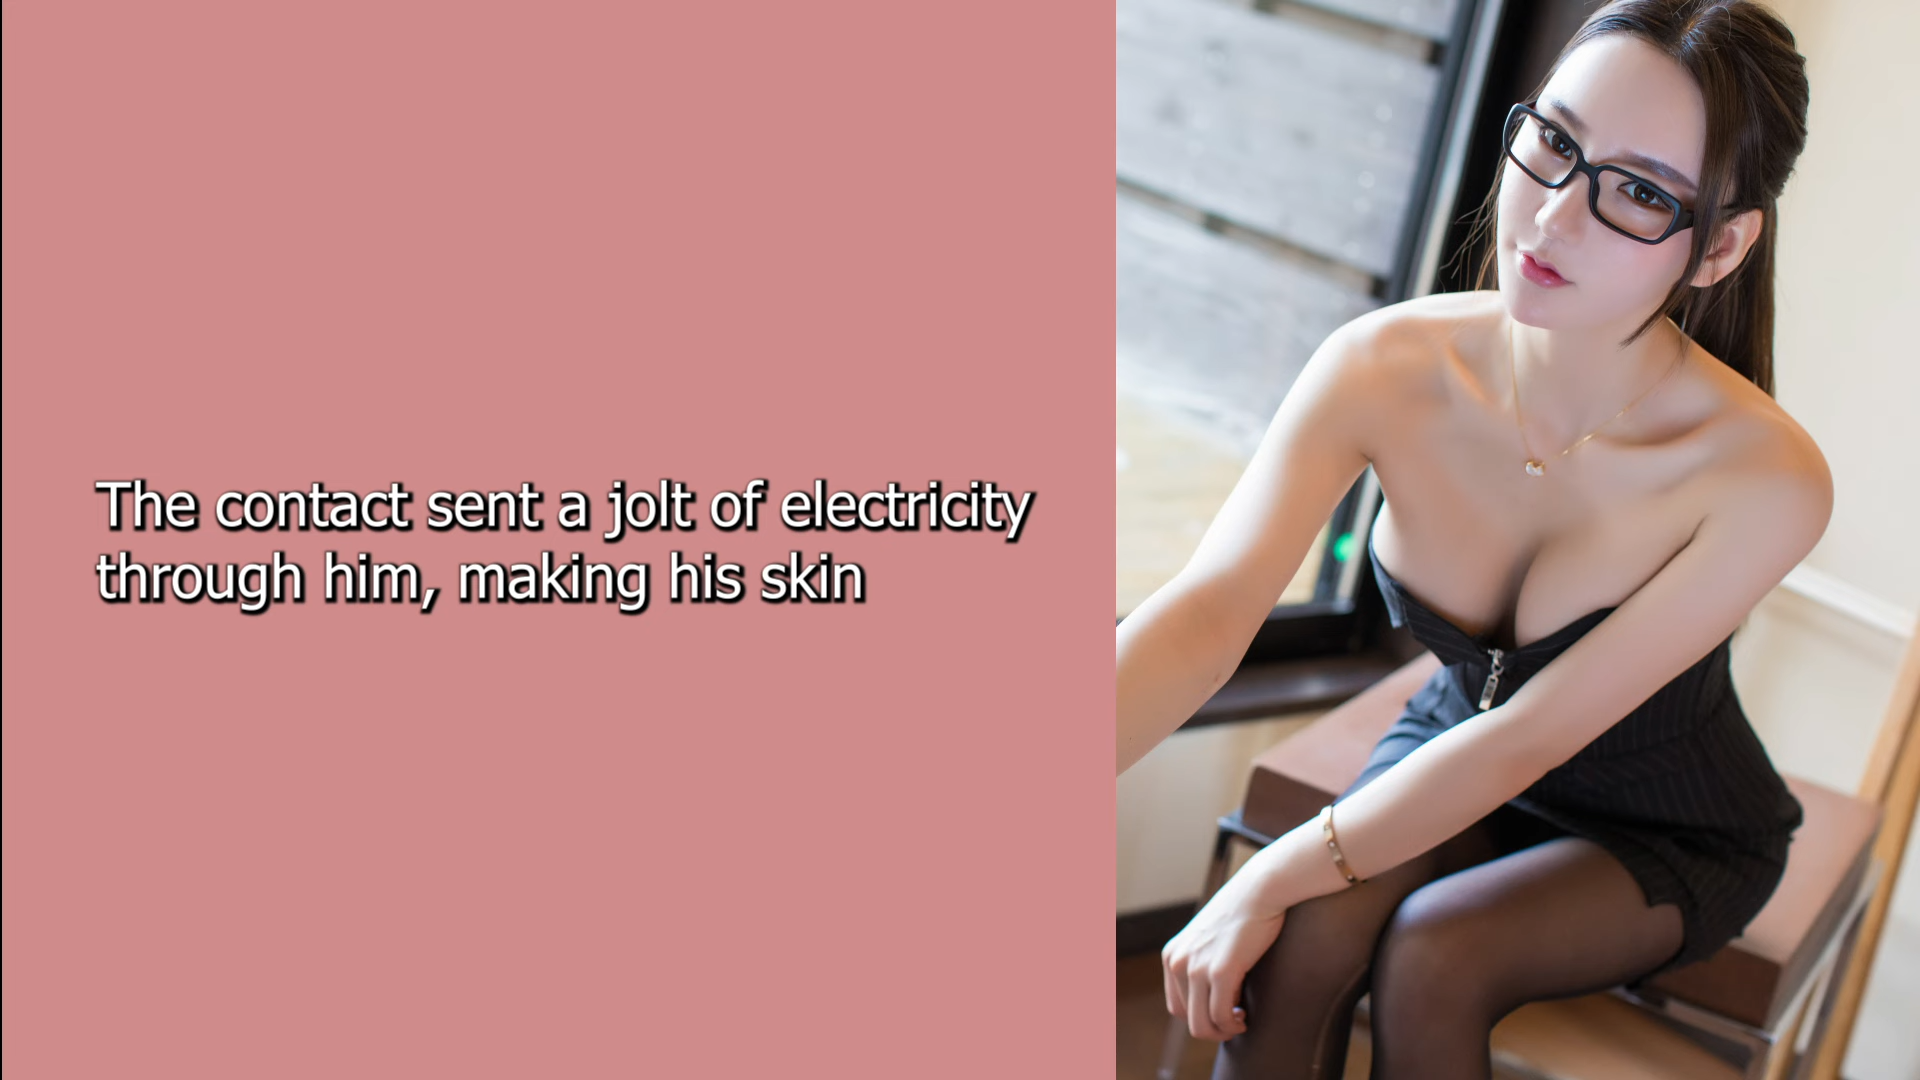 The contact sent a jolt of electricity
through him, making his skin